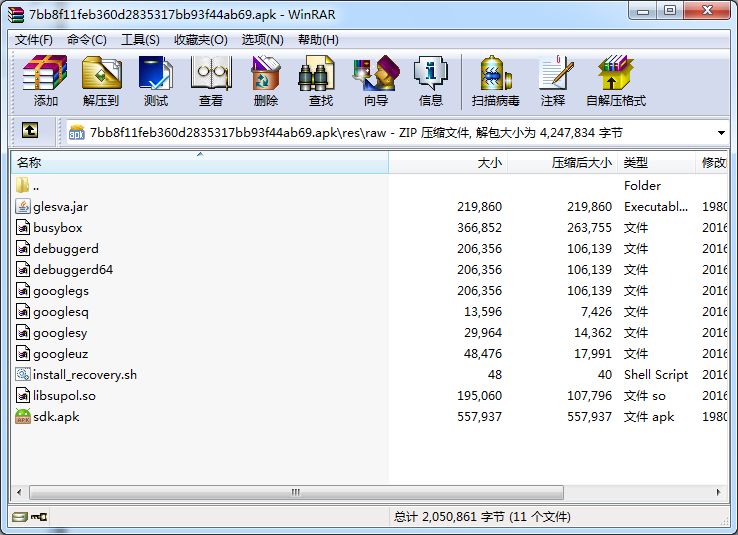 7bb8f11feb360d2835317bb93f44ab69.apk - WinRAR
文件(F) 命令(C) 工具(S) 收藏夹(O) 选项(N) 帮助(H)
添加 解压到 测试 查看 删除 查找 向导 信息 扫描病毒 注释 自解压格式
7bb8f11feb360d2835317bb93f44ab69.apk\res\raw - ZIP 压缩文件, 解包大小为 4,247,834 字节
名称 大小 压缩后大小 类型 修改
.. Folder
glesva.jar 219,860 219,860 Executabl... 1980
busybox 366,852 263,755 文件 2016
debuggerd 206,356 106,139 文件 2016
debuggerd64 206,356 106,139 文件 2016
googlegs 206,356 106,139 文件 2016
googlesq 13,596 7,426 文件 2016
googlesy 29,964 14,362 文件 2016
googleuz 48,476 17,991 文件 2016
install_recovery.sh 48 40 Shell Script 2016
libsupol.so 195,060 107,796 文件 so 2016
sdk.apk 557,937 557,937 文件 apk 1980
总计 2,050,861 字节 (11 个文件)